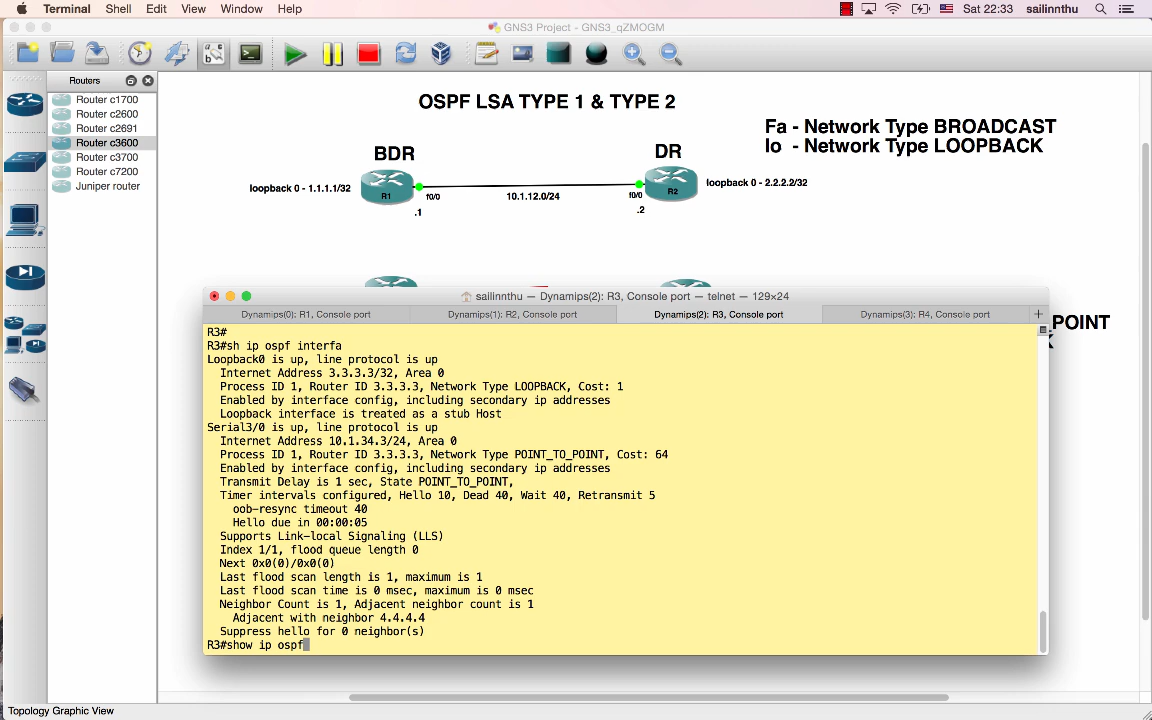 Terminal Shell Edit View Window Help Sat 22:33 sailinnthu
GNS3 Project - GNS3_qZMOGM
Routers
Router c1700
Router c2600
Router c2691
Router c3600
Router c3700
Router c7200
Juniper router
OSPF LSA TYPE 1 & TYPE 2
Fa - Network Type BROADCAST
lo - Network Type LOOPBACK
BDR
DR
loopback 0 - 1.1.1.1/32
R1
f0/0
.1
10.1.12.0/24
f0/0
.2
R2
loopback 0 - 2.2.2.2/32
POINT
K
sailinnthu — Dynamips(2): R3, Console port — telnet — 129×24
Dynamips(0): R1, Console port
Dynamips(1): R2, Console port
Dynamips(2): R3, Console port
Dynamips(3): R4, Console port
R3#
R3#sh ip ospf interfa
Loopback0 is up, line protocol is up
Internet Address 3.3.3.3/32, Area 0
Process ID 1, Router ID 3.3.3.3, Network Type LOOPBACK, Cost: 1
Enabled by interface config, including secondary ip addresses
Loopback interface is treated as a stub Host
Serial3/0 is up, line protocol is up
Internet Address 10.1.34.3/24, Area 0
Process ID 1, Router ID 3.3.3.3, Network Type POINT_TO_POINT, Cost: 64
Enabled by interface config, including secondary ip addresses
Transmit Delay is 1 sec, State POINT_TO_POINT,
Timer intervals configured, Hello 10, Dead 40, Wait 40, Retransmit 5
oob-resync timeout 40
Hello due in 00:00:05
Supports Link-local Signaling (LLS)
Index 1/1, flood queue length 0
Next 0x0(0)/0x0(0)
Last flood scan length is 1, maximum is 1
Last flood scan time is 0 msec, maximum is 0 msec
Neighbor Count is 1, Adjacent neighbor count is 1
Adjacent with neighbor 4.4.4.4
Suppress hello for 0 neighbor(s)
R3#show ip ospf
Topology Graphic View